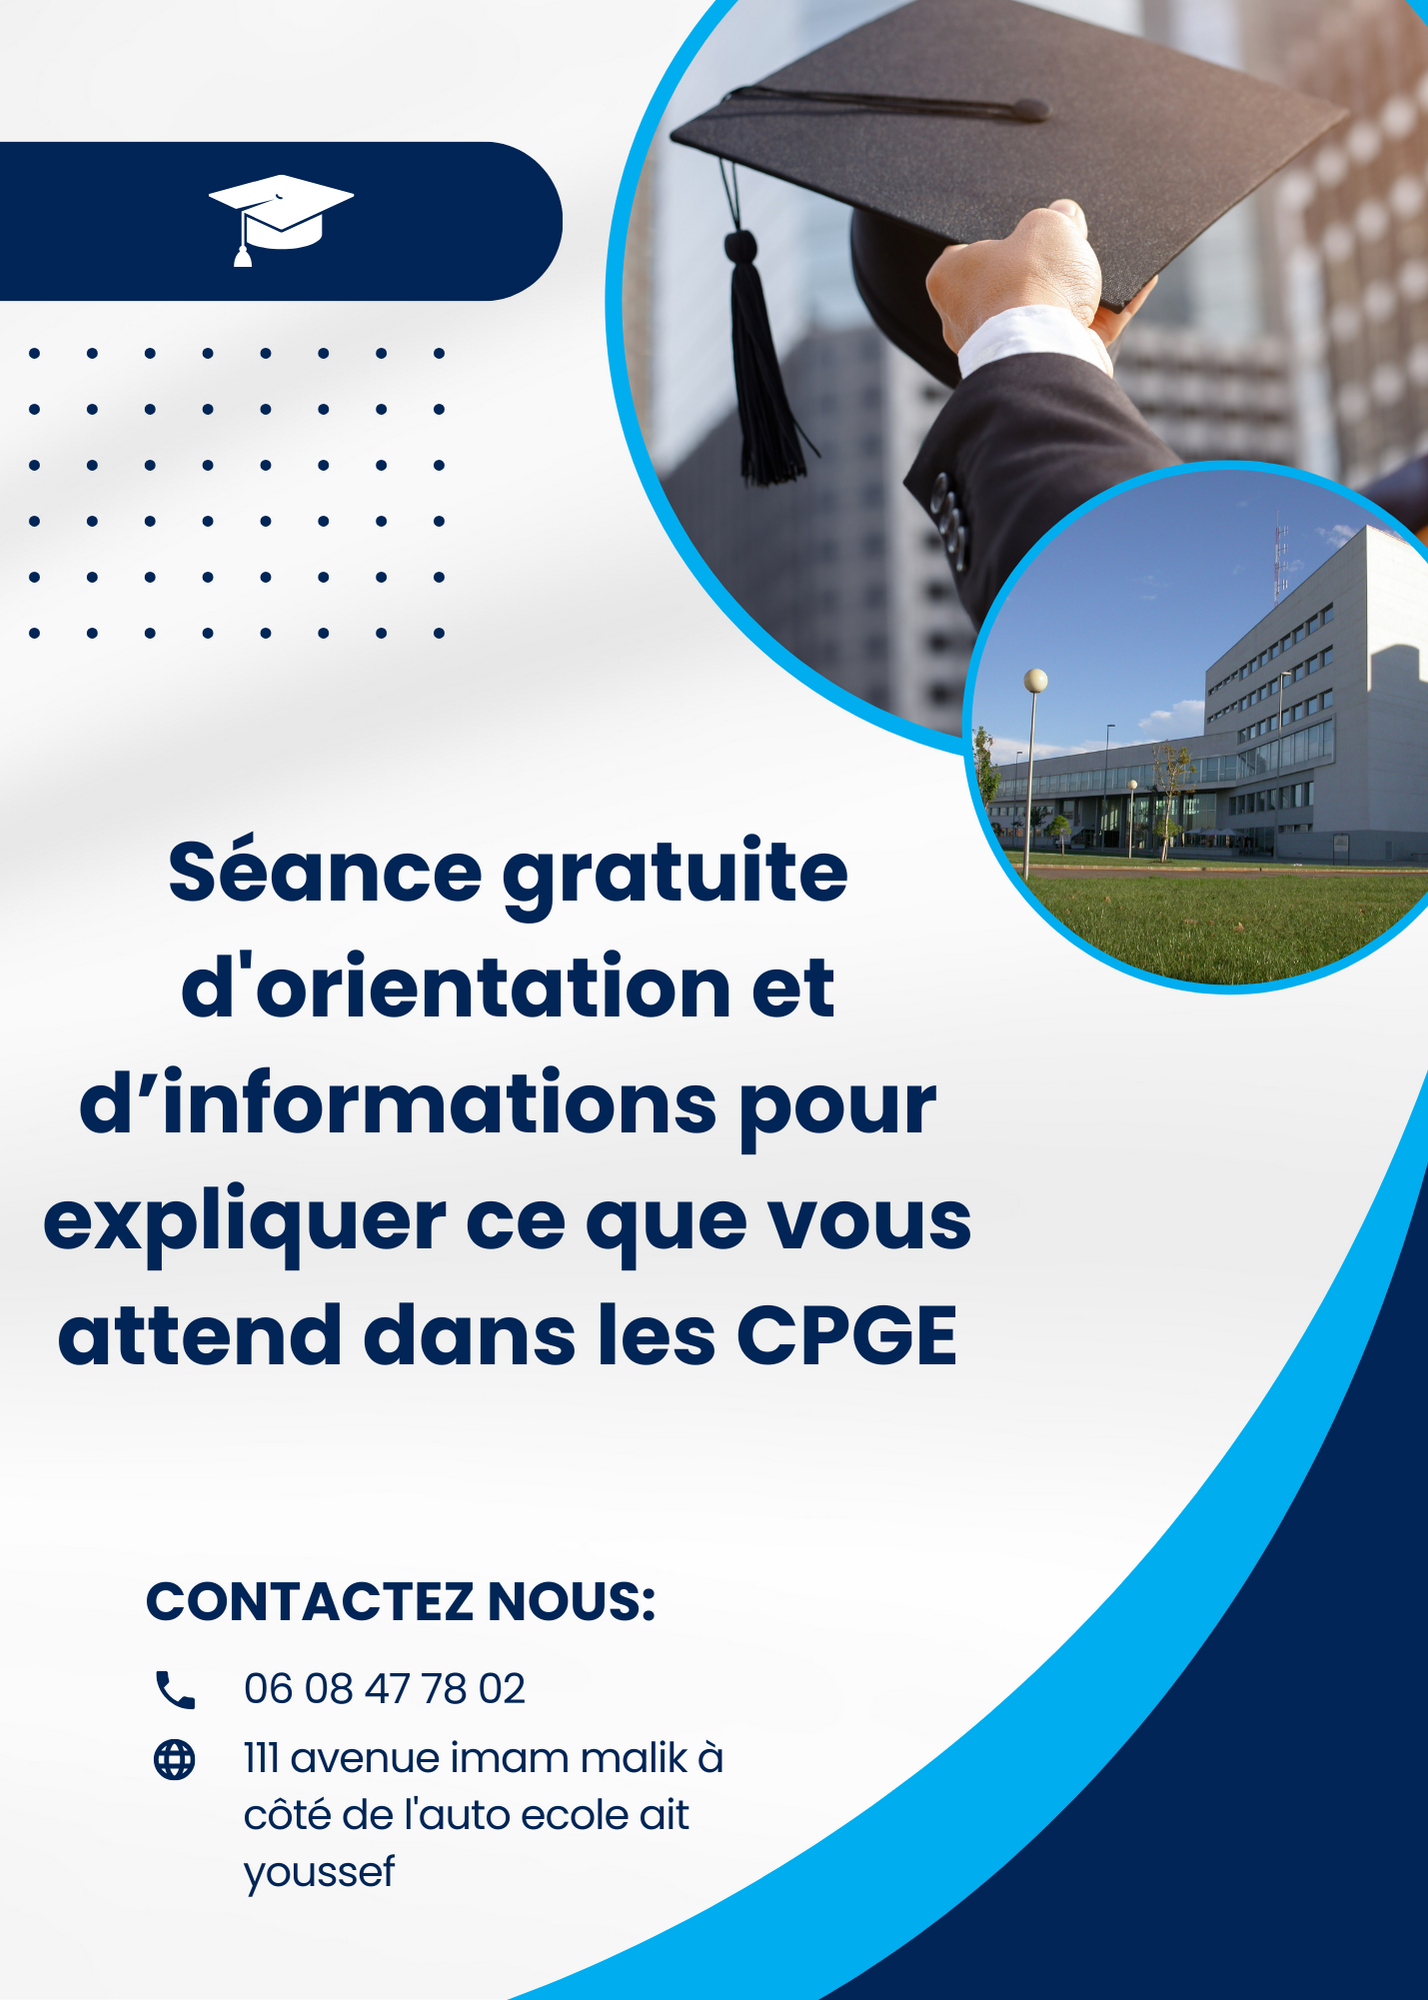 Séance gratuite
d'orientation et
d’informations pour
expliquer ce que vous
attend dans les CPGE
CONTACTEZ NOUS:
06 08 47 78 02
111 avenue imam malik à
côté de l'auto ecole ait
youssef